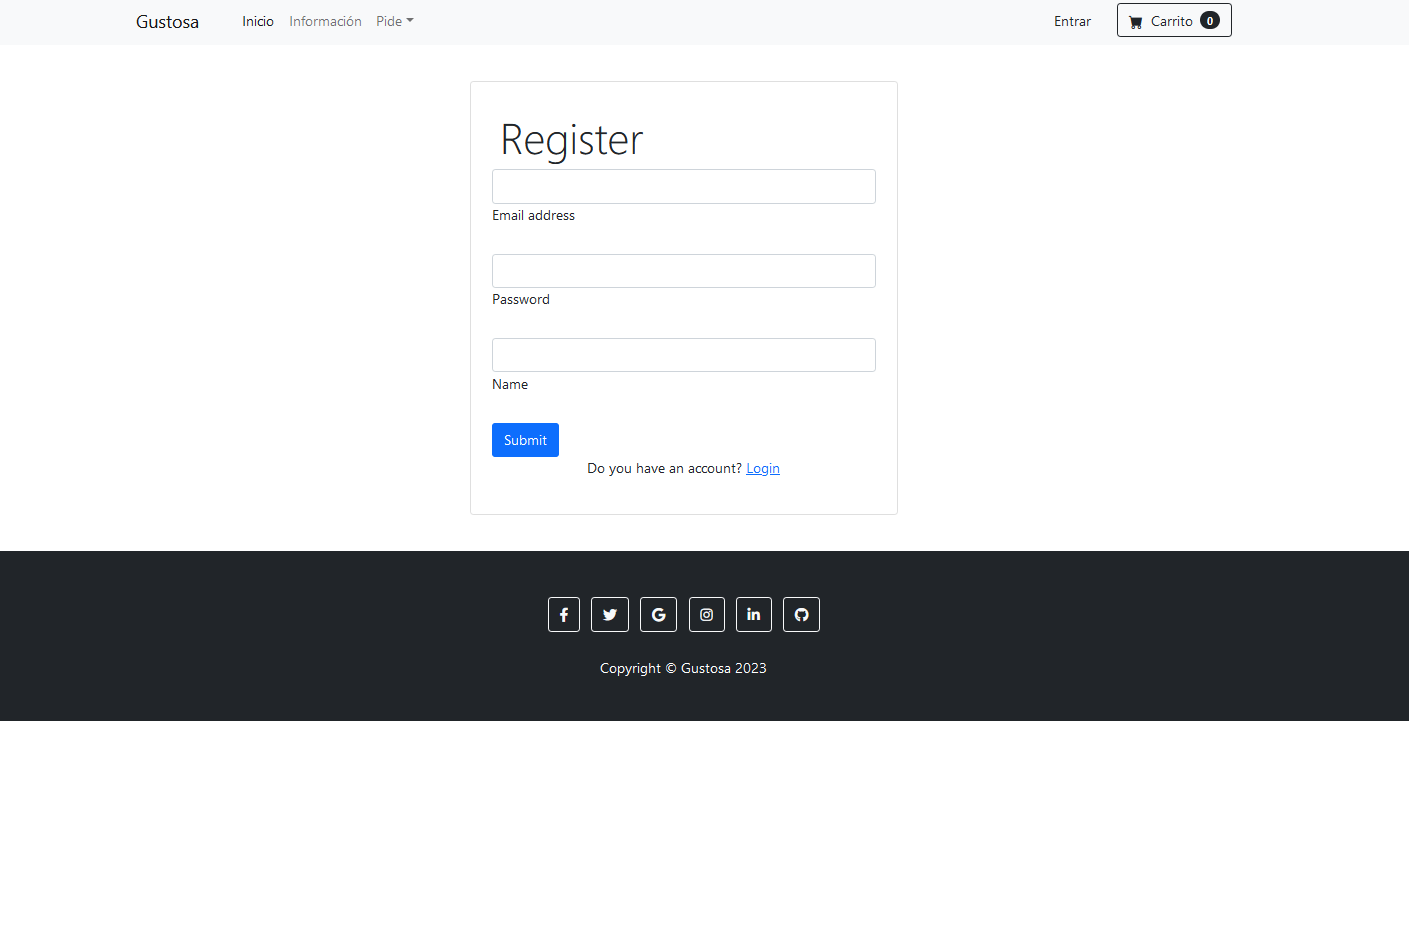 Gustosa Inicio Información Pide Entrar Carrito 0
Register
Email address
Password
Name
Submit
Do you have an account? Login
Copyright © Gustosa 2023